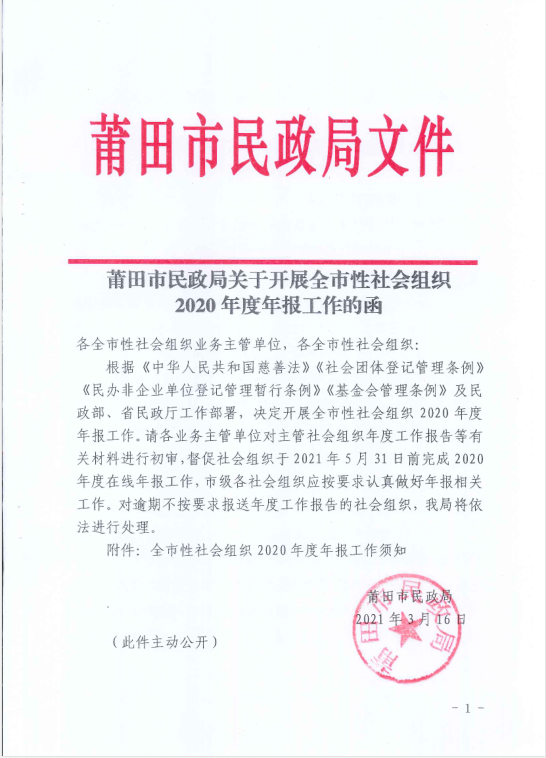 莆田市民政局文件
莆田市民政局关于开展全市性社会组织
2020 年度年报工作的函
各全市性社会组织业务主管单位，各全市性社会组织：
根据《中华人民共和国慈善法》《社会团体登记管理条例》
《民办非企业单位登记管理暂行条例》《基金会管理条例》及民
政部、省民政厅工作部署，决定开展全市性社会组织 2020 年度
年报工作。请各业务主管单位对主管社会组织年度工作报告等有
关材料进行初审，督促社会组织于 2021 年 5 月 31 日前完成 2020
年度在线年报工作，市级各社会组织应按要求认真做好年报相关
工作。对逾期不按要求报送年度工作报告的社会组织，我局将依
法进行处理。
附件：全市性社会组织 2020 年度年报工作须知
莆田市民政局
2021 年 3 月 16 日
莆田市民政局
（此件主动公开）
- 1 -